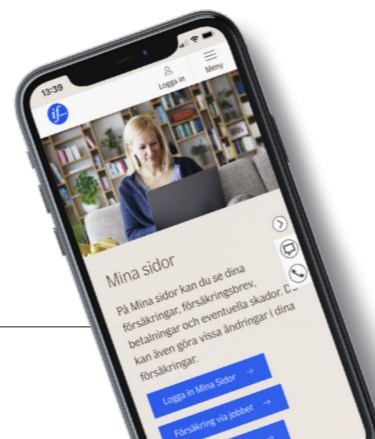 13:39
if...
Logga in
Meny
Mina sidor
På Mina sidor kan du se dina
försäkringar, försäkringsbrev,
betalningar och eventuella skador. Du
kan även göra vissa ändringar i dina
försäkringar.
Logga in Mina Sidor →
Försäkring via jobbet →